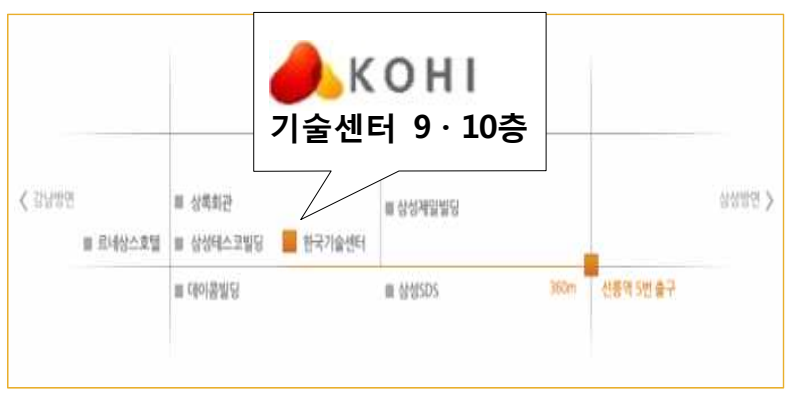 KOHI
기술센터 9 · 10층
< 강남방면
■ 상록회관
■ 삼성제일빌딩
삼성방면 >
■ 르네상스호텔
■ 삼성테스코빌딩
■ 한국기술센터
■ 데이콤빌딩
■ 삼성SDS
360m
선릉역 5번 출구